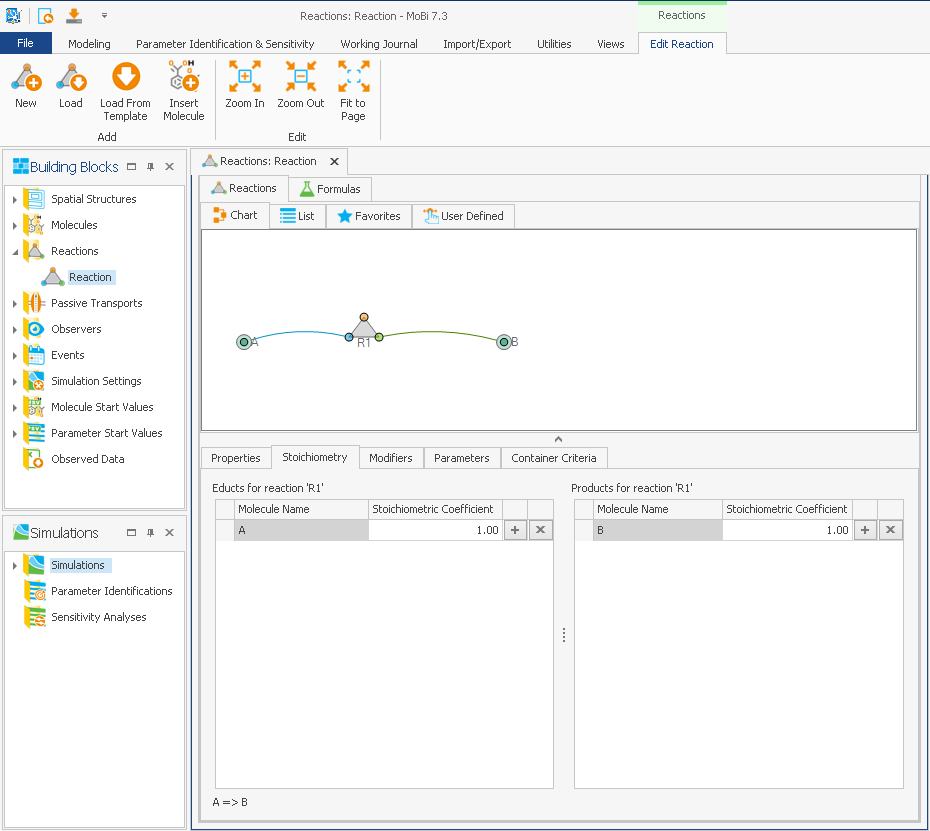 Reactions: Reaction - MoBi 7.3
Reactions
File Modeling Parameter Identification & Sensitivity Working Journal Import/Export Utilities Views Edit Reaction
New Load Load From Template Insert Molecule Zoom In Zoom Out Fit to Page
Add Edit
Building Blocks
Spatial Structures
Molecules
Reactions
Reaction
Passive Transports
Observers
Events
Simulation Settings
Molecule Start Values
Parameter Start Values
Observed Data
Simulations
Simulations
Parameter Identifications
Sensitivity Analyses
Reactions: Reaction
Reactions Formulas
Chart List Favorites User Defined
A R1 B
Properties Stoichiometry Modifiers Parameters Container Criteria
Educts for reaction 'R1'
Molecule Name Stoichiometric Coefficient
A 1.00
Products for reaction 'R1'
Molecule Name Stoichiometric Coefficient
B 1.00
A => B